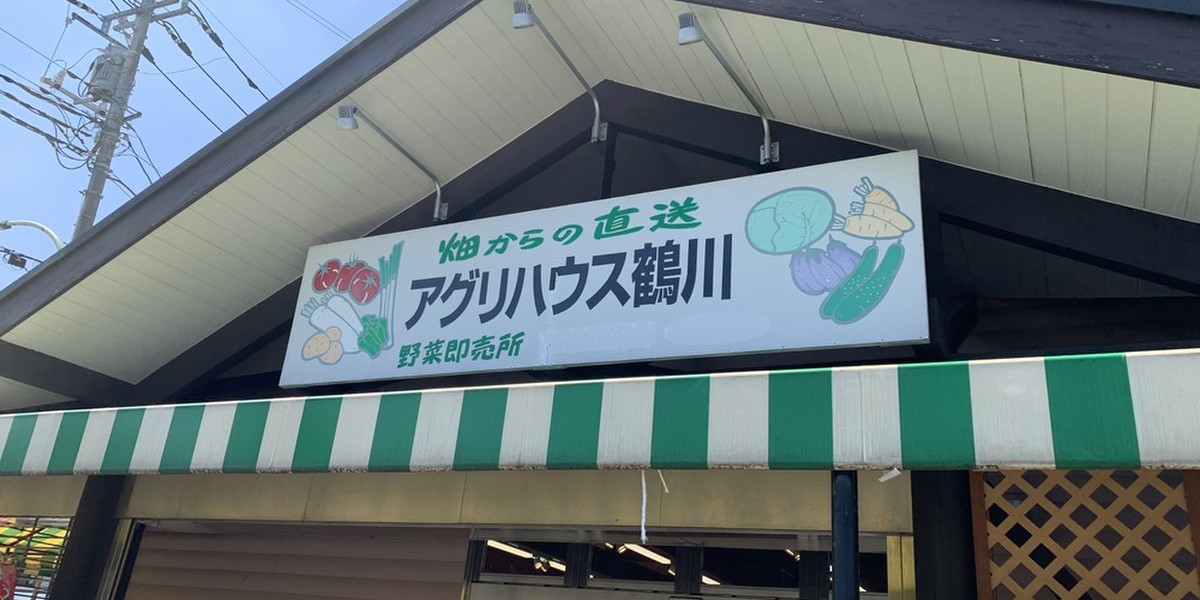 畑からの直送
アグリハウス鶴川
野菜即売所